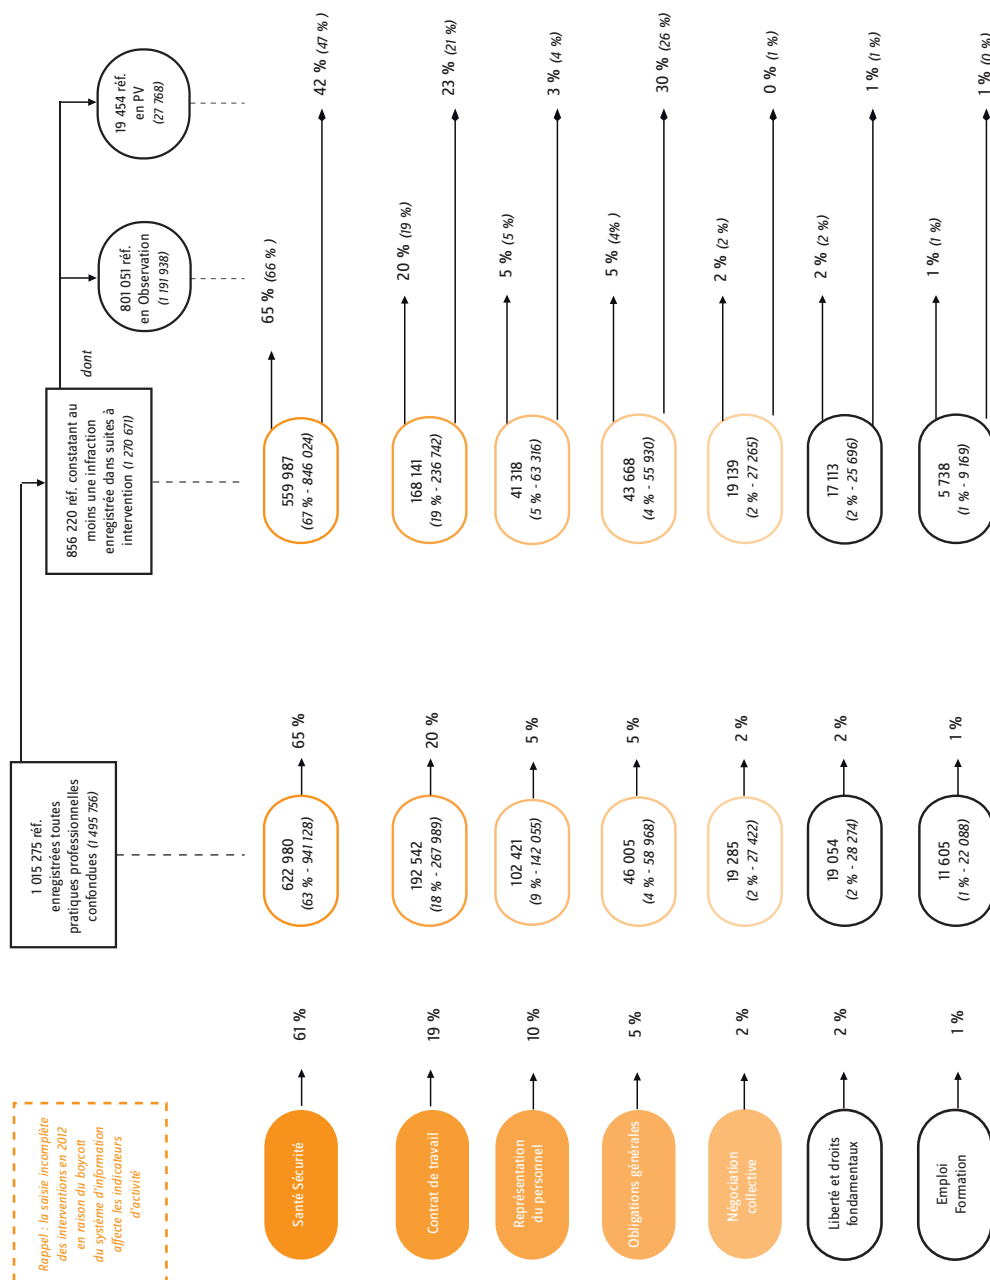 Rappel : la saisie incomplète
des interventions en 2012
en raison du boycott
du système d'information
affecte les indicateurs
d'activité
1 015 275 réf.
enregistrées toutes
pratiques professionnelles
confondues (1 495 756)
856 220 réf. constatant au
moins une infraction
enregistrée dans suites à
intervention (1 270 671)
dont
801 051 réf.
en Observation
(1 191 938)
19 454 réf.
en PV
(27 768)
Santé Sécurité
61 %
622 980
(63 % - 941 128)
65 %
559 987
(67 % - 846 024)
65 % (66 % )
42 % (47 % )
Contrat de travail
19 %
192 542
(18 % - 267 989)
20 %
168 141
(19 % - 236 742)
20 % (19 %)
23 % (21 %)
Représentation
du personnel
10 %
102 421
(9 % - 142 055)
5 %
41 318
(5 % - 63 316)
5 % (5 %)
3 % (4 %)
Obligations générales
5 %
46 005
(4 % - 58 968)
5 %
43 668
(4 % - 55 930)
5 % (4% )
30 % (26 %)
Négociation
collective
2 %
19 285
(2 % - 27 422)
2 %
19 139
(2 % - 27 265)
2 % (2 %)
0 % (1 %)
Liberté et droits
fondamentaux
2 %
19 054
(2 % - 28 274)
2 %
17 113
(2 % - 25 696)
2 % (2 %)
1 % (1 %)
Emploi
Formation
1 %
11 605
(1 % - 22 088)
1 %
5 738
(1 % - 9 169)
1 % (1 %)
1 % (0 %)